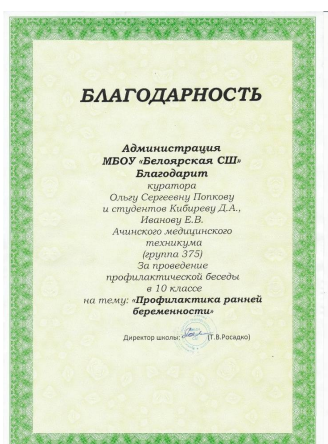 БЛАГОДАРНОСТЬ
Администрация
МБОУ «Белоярская СШ»
Благодарит
куратора
Ольгу Сергеевну Попкову
и студентов Кибиреву Д.А.,
Иванову Е.В.
Ачинского медицинского
техникума
(группа 375)
За проведение
профилактической беседы
в 10 классе
на тему: «Профилактика ранней
беременности»
Директор школы: (Т.В.Росадко)